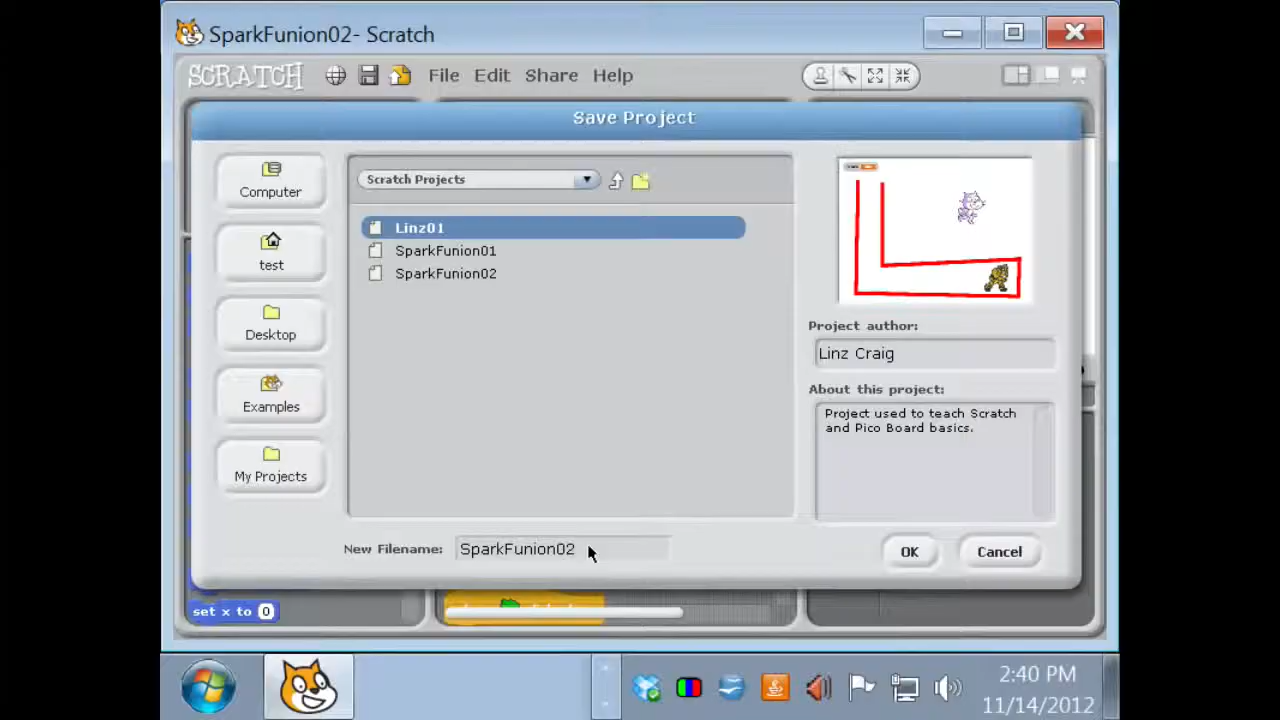 SparkFunion02- Scratch
SCRATCH File Edit Share Help
Save Project
Computer
test
Desktop
Examples
My Projects
Scratch Projects
Linz01
SparkFunion01
SparkFunion02
Project author:
Linz Craig
About this project:
Project used to teach Scratch
and Pico Board basics.
New Filename: SparkFunion02
OK
Cancel
set x to 0
2:40 PM
11/14/2012